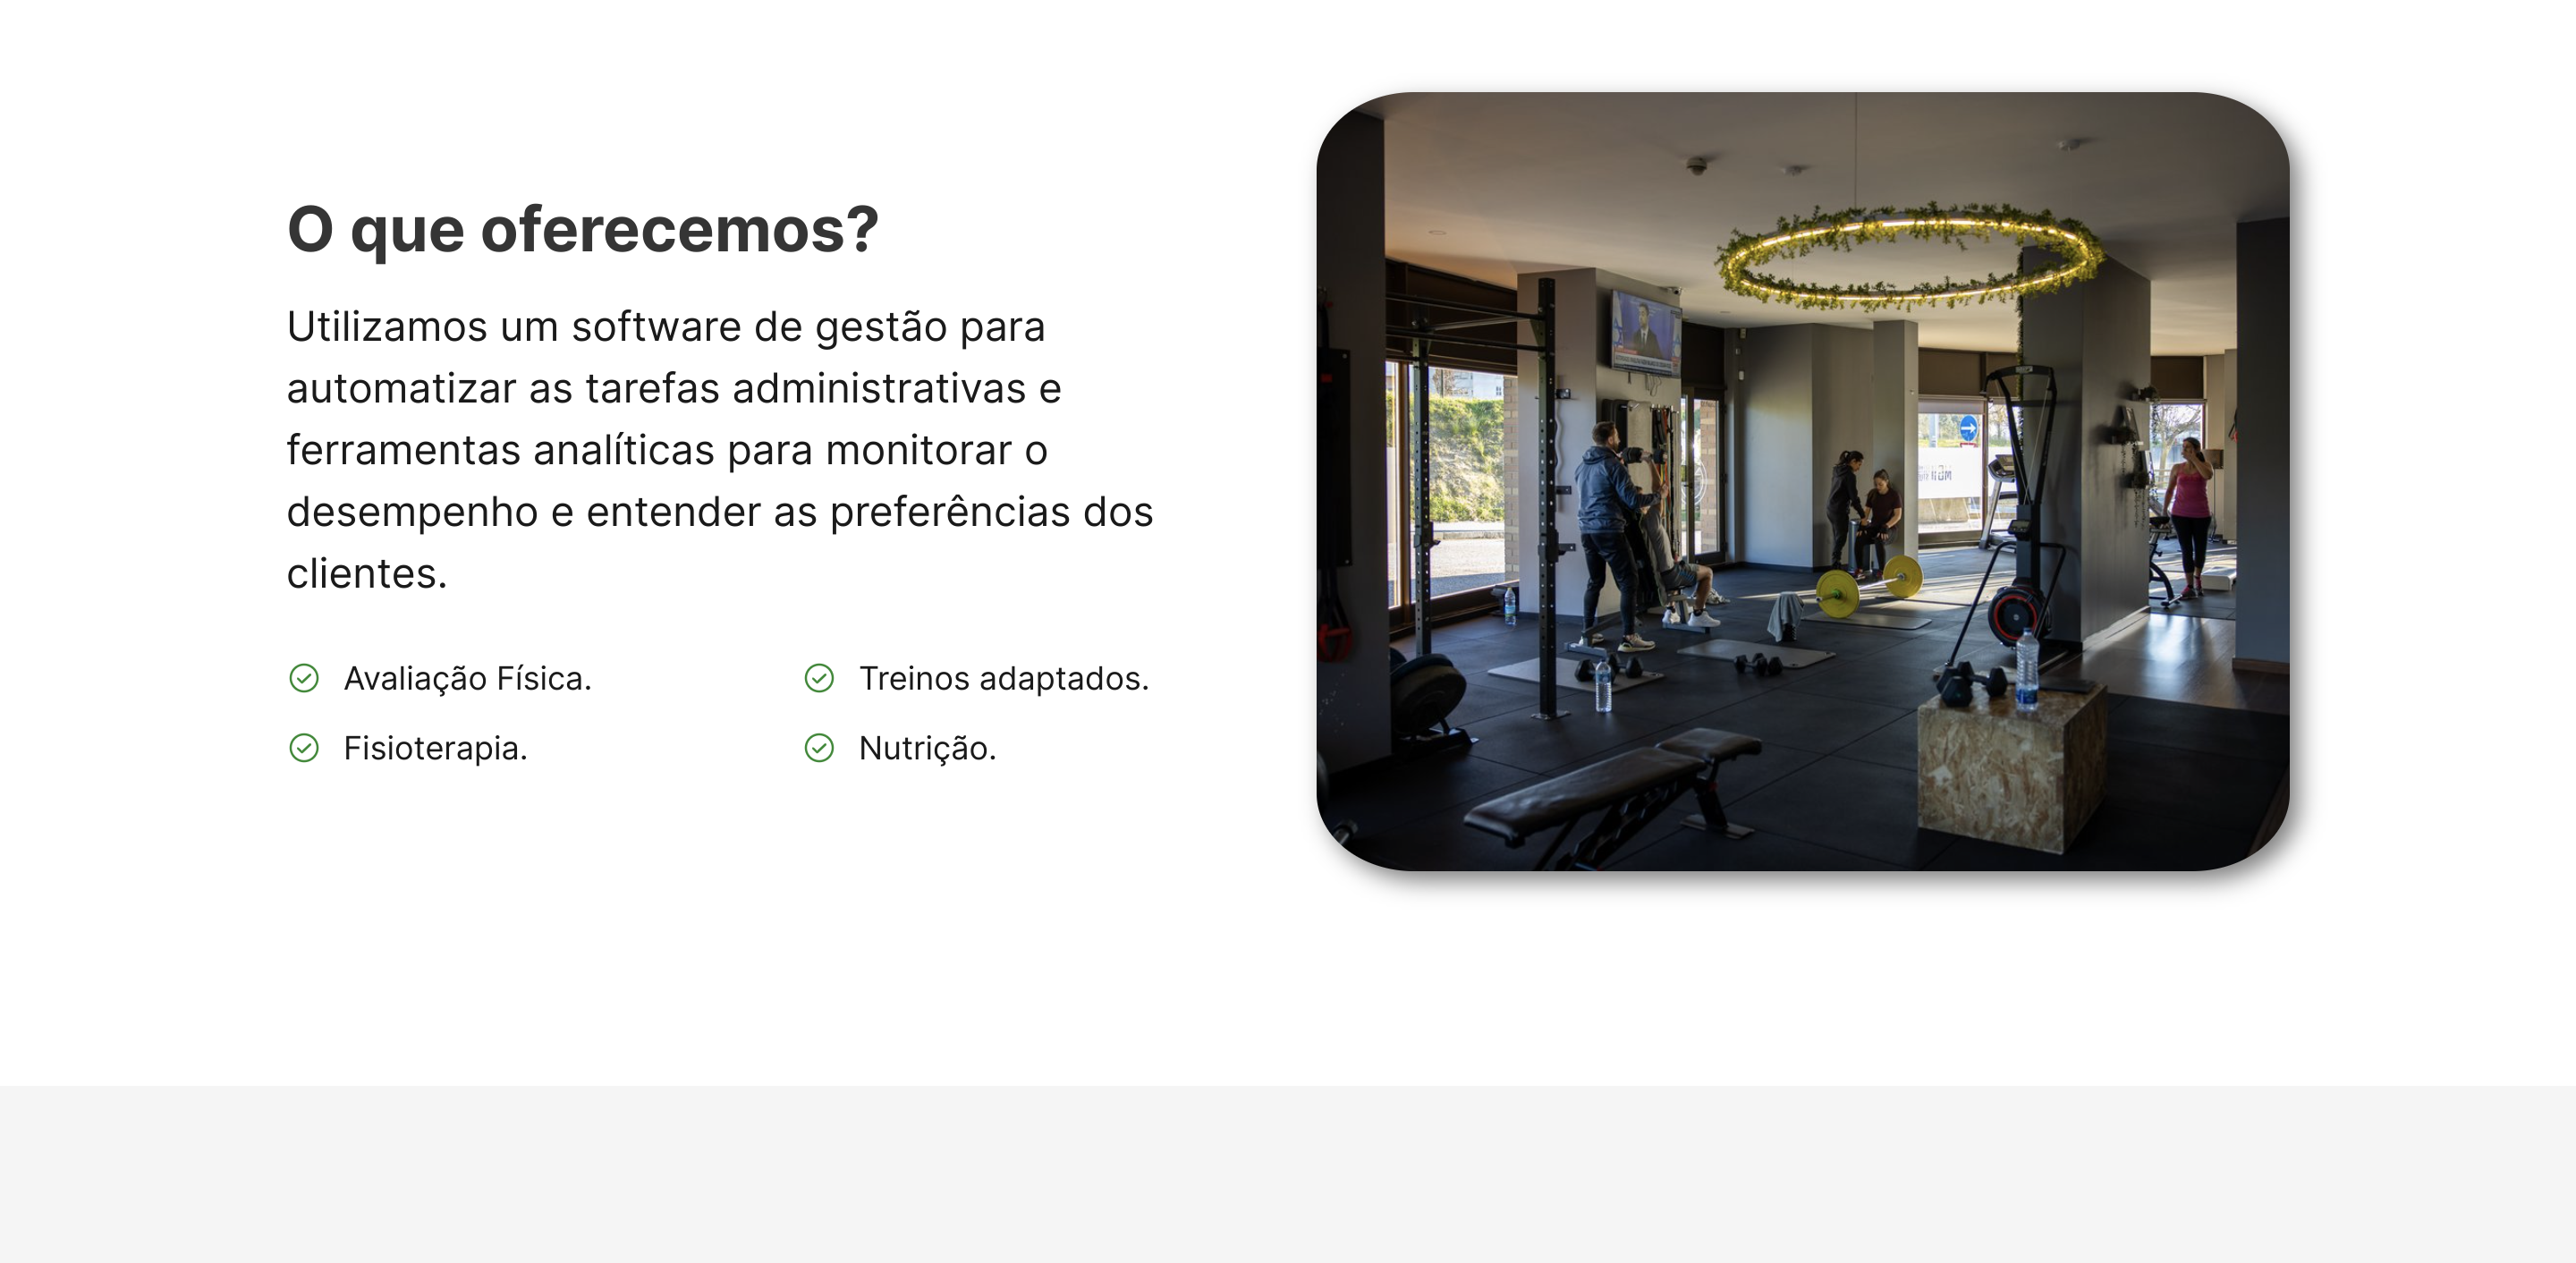 O que oferecemos?
Utilizamos um software de gestão para
automatizar as tarefas administrativas e
ferramentas analíticas para monitorar o
desempenho e entender as preferências dos
clientes.
Avaliação Física.
Treinos adaptados.
Fisioterapia.
Nutrição.